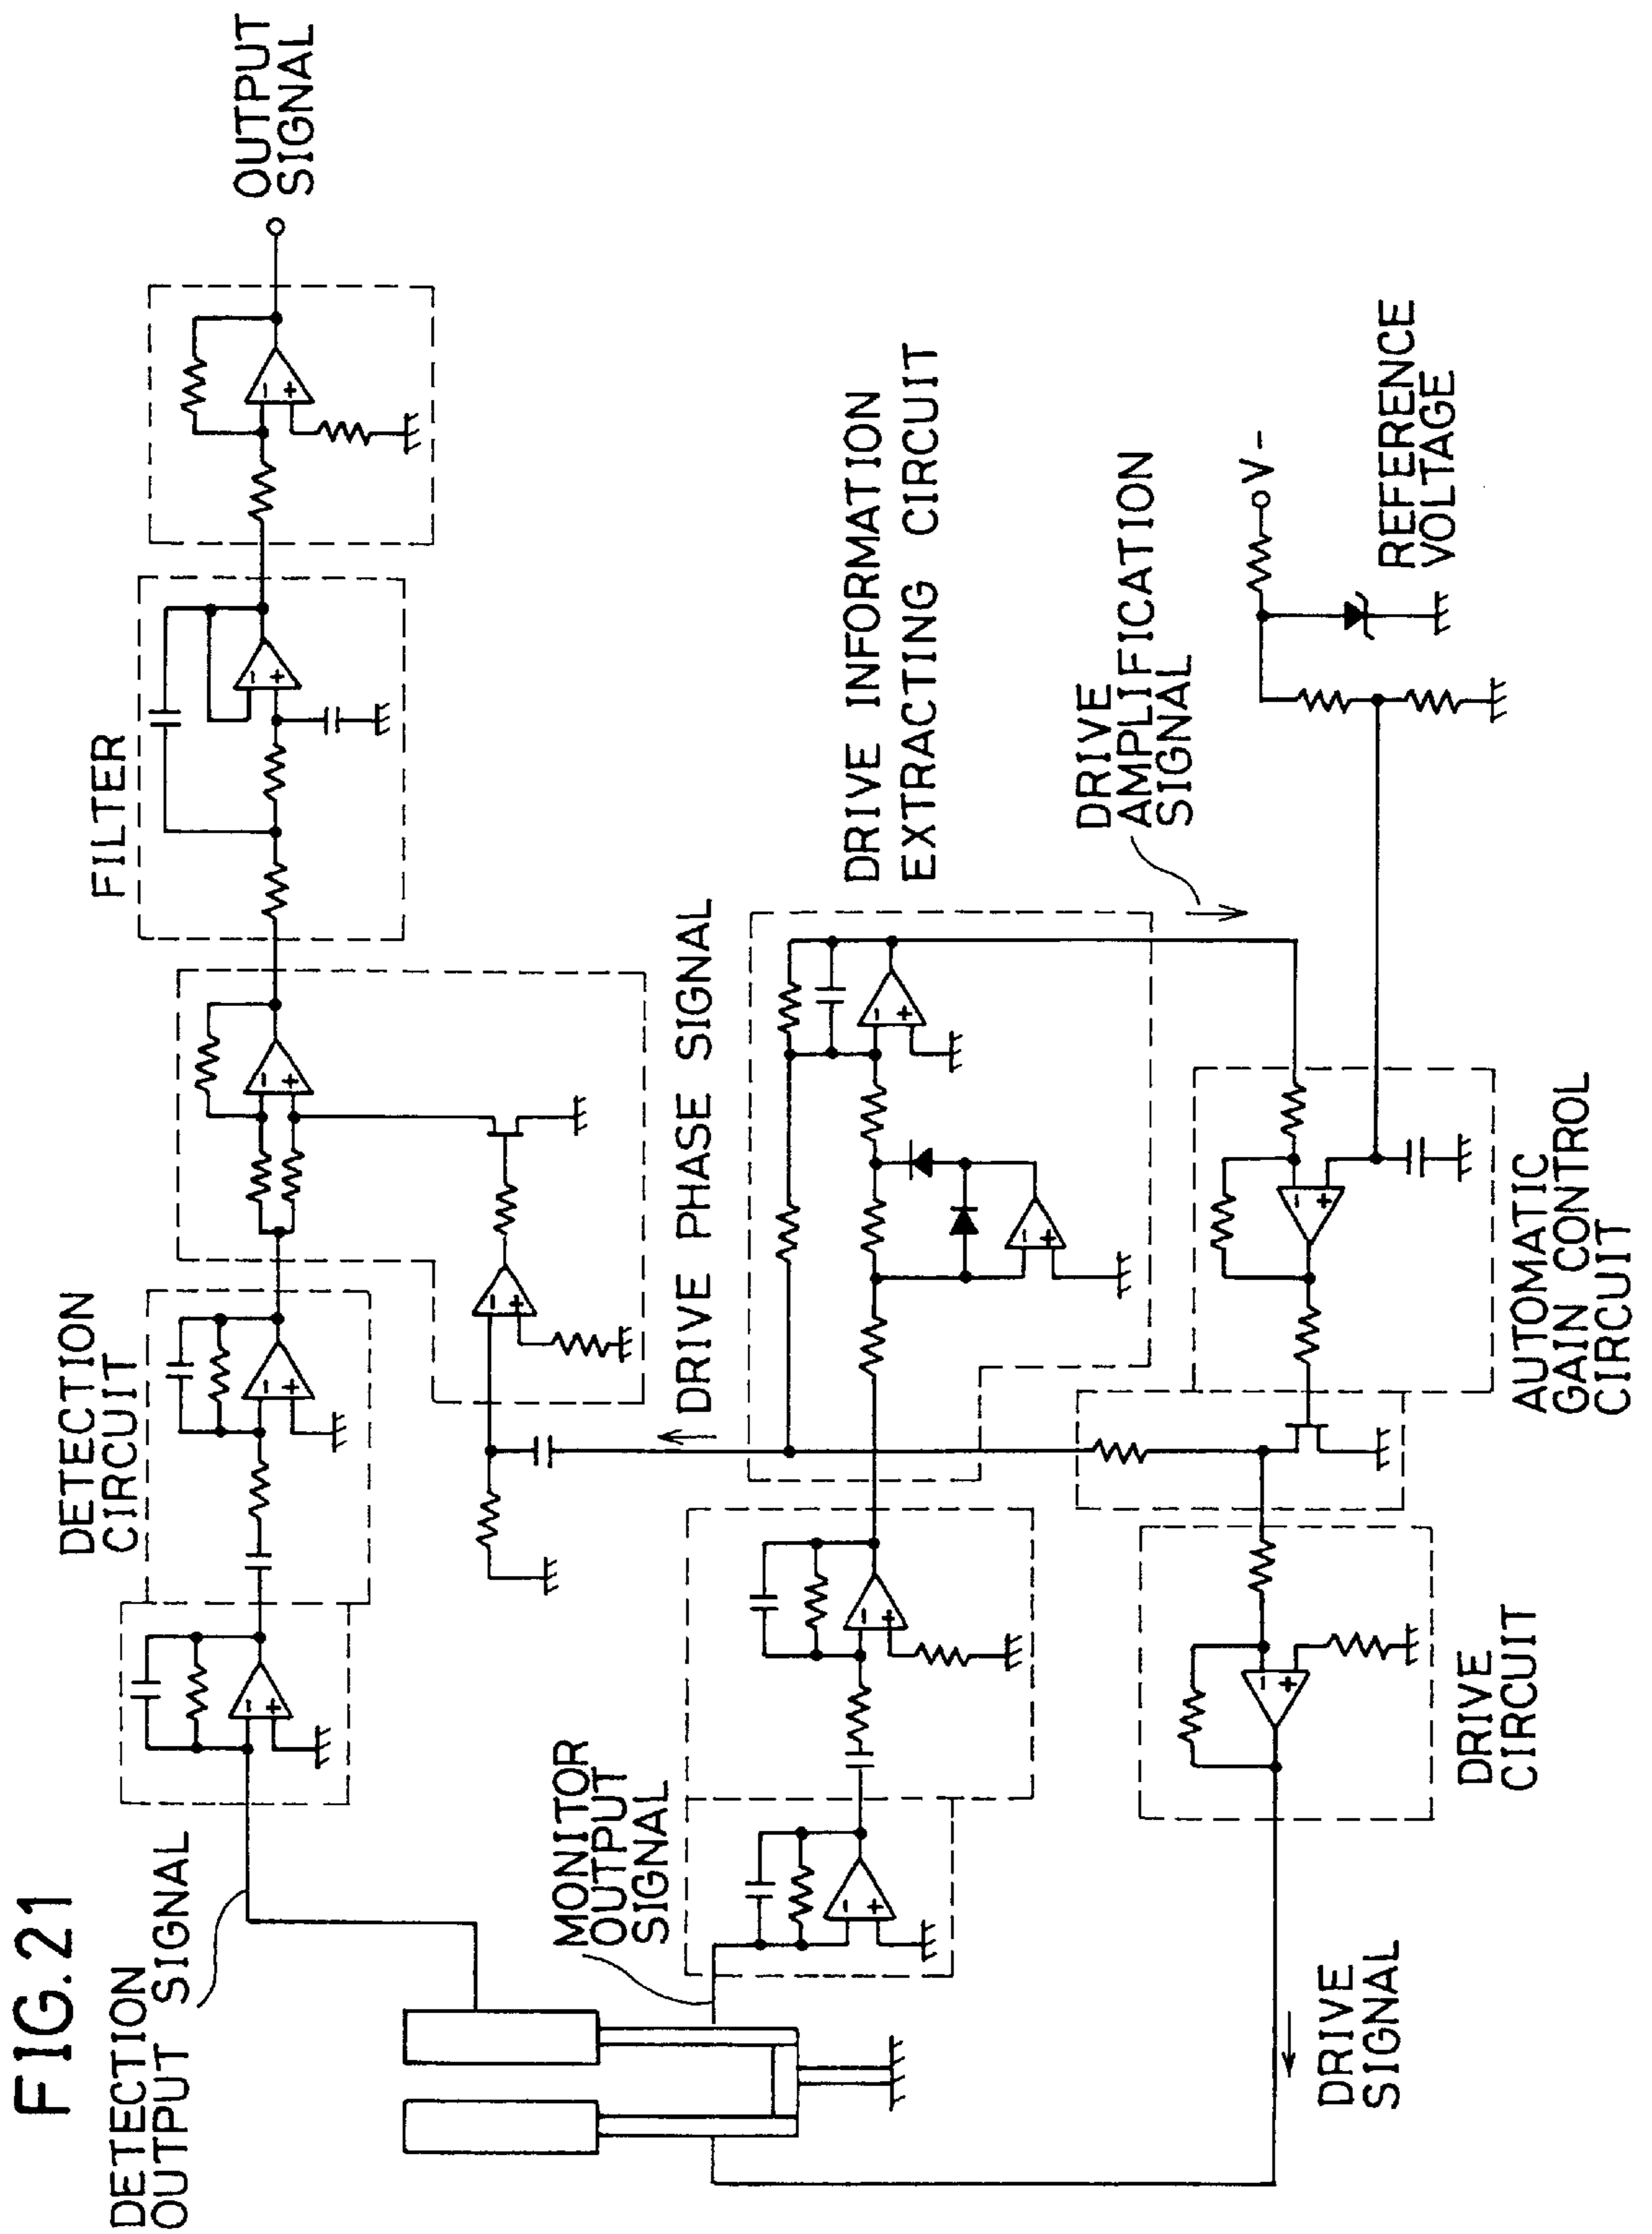 FIG.21
DETECTION
OUTPUT SIGNAL
DETECTION
CIRCUIT
FILTER
OUTPUT
SIGNAL
MONITOR
OUTPUT
SIGNAL
DRIVE PHASE SIGNAL
DRIVE INFORMATION
EXTRACTING CIRCUIT
DRIVE
AMPLIFICATION
SIGNAL
V-
REFERENCE
VOLTAGE
DRIVE
SIGNAL
DRIVE
CIRCUIT
AUTOMATIC
GAIN CONTROL
CIRCUIT